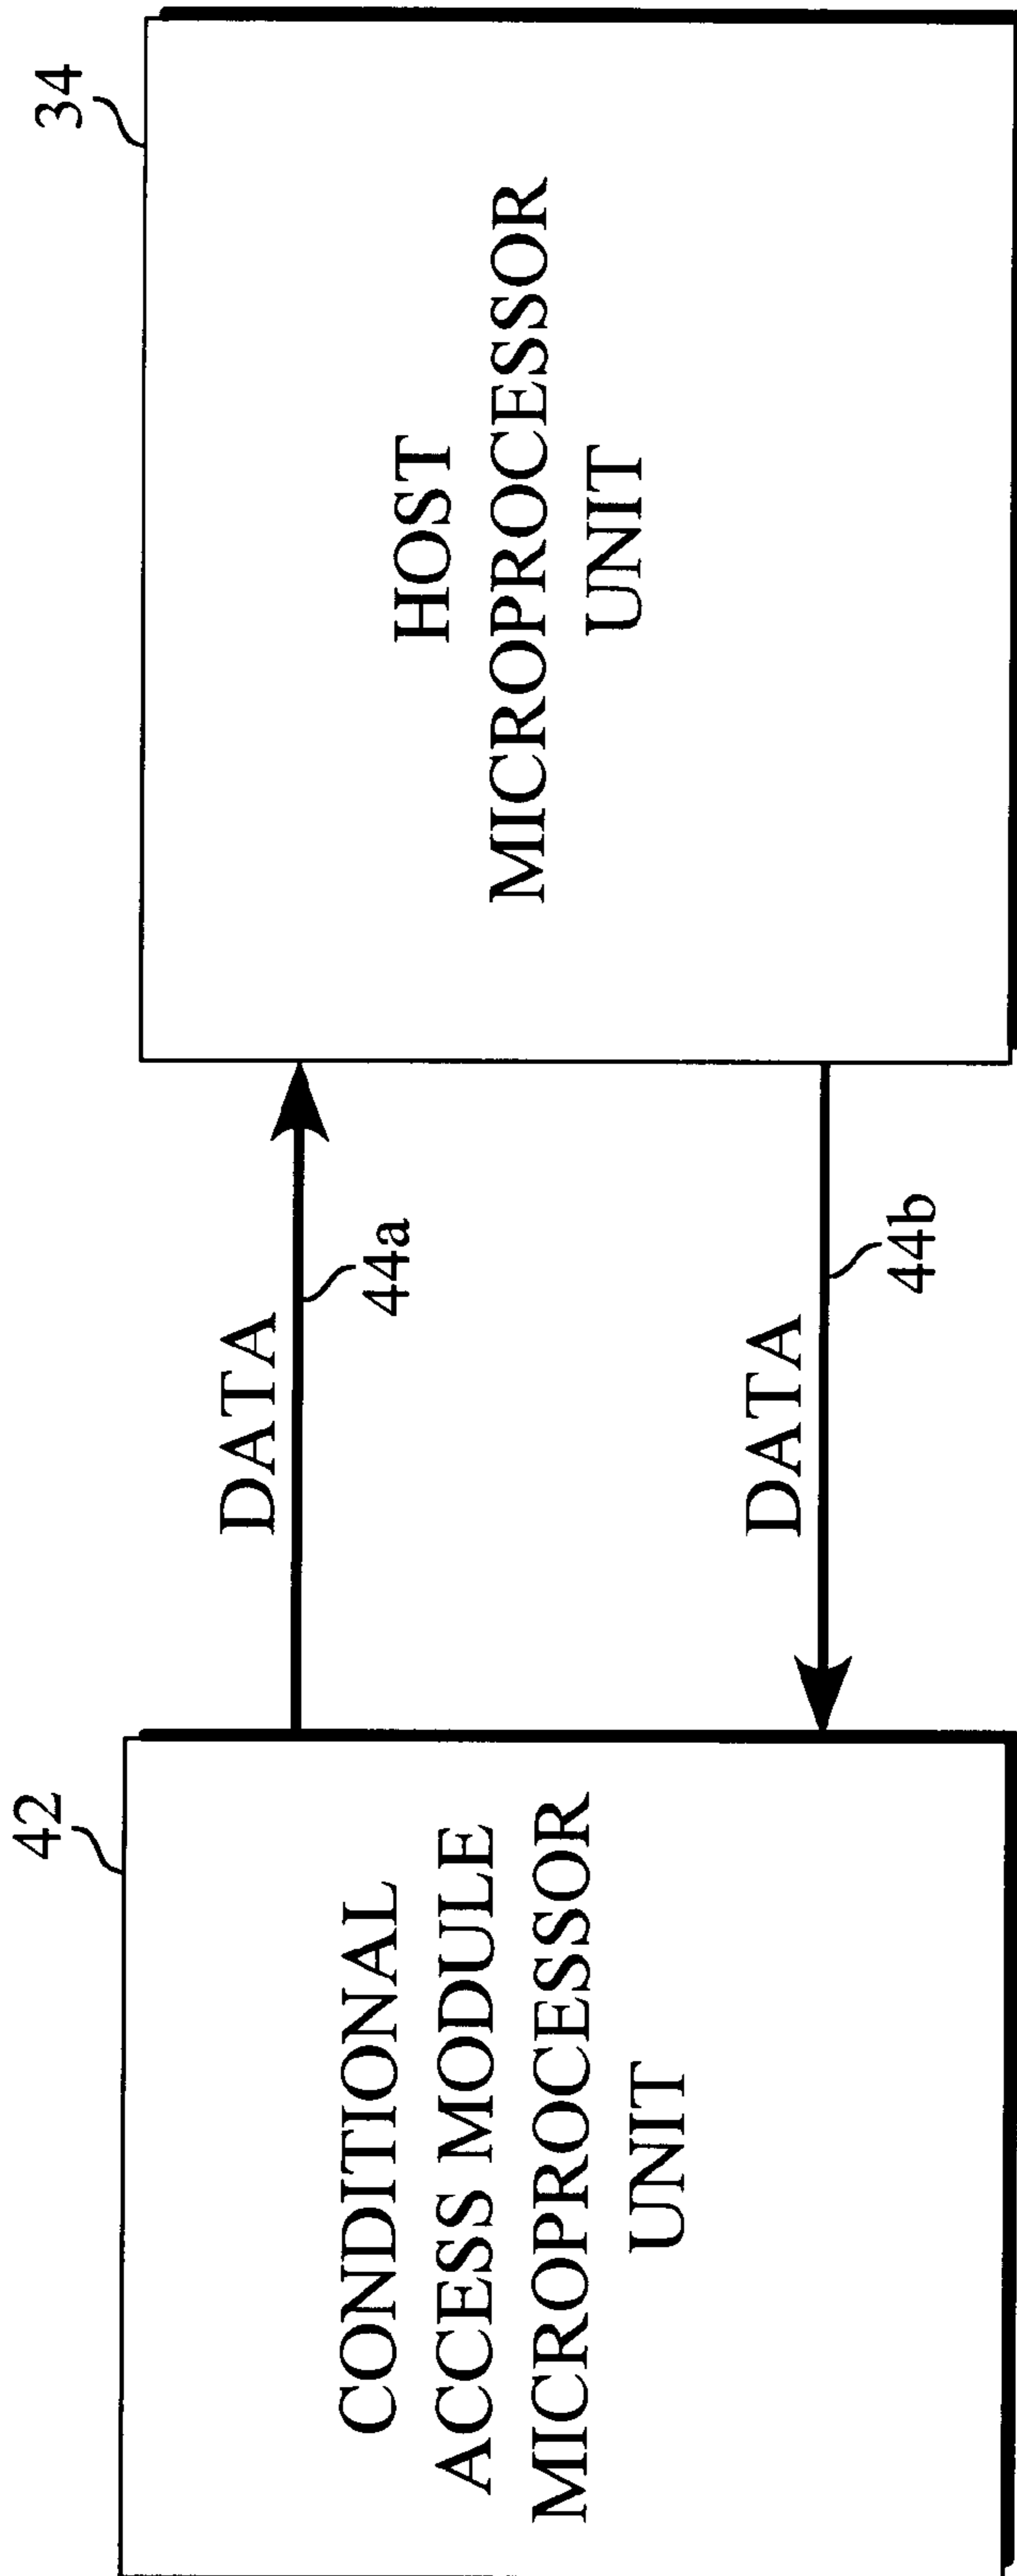 42
CONDITIONAL
ACCESS MODULE
MICROPROCESSOR
UNIT
DATA
44a
DATA
44b
34
HOST
MICROPROCESSOR
UNIT